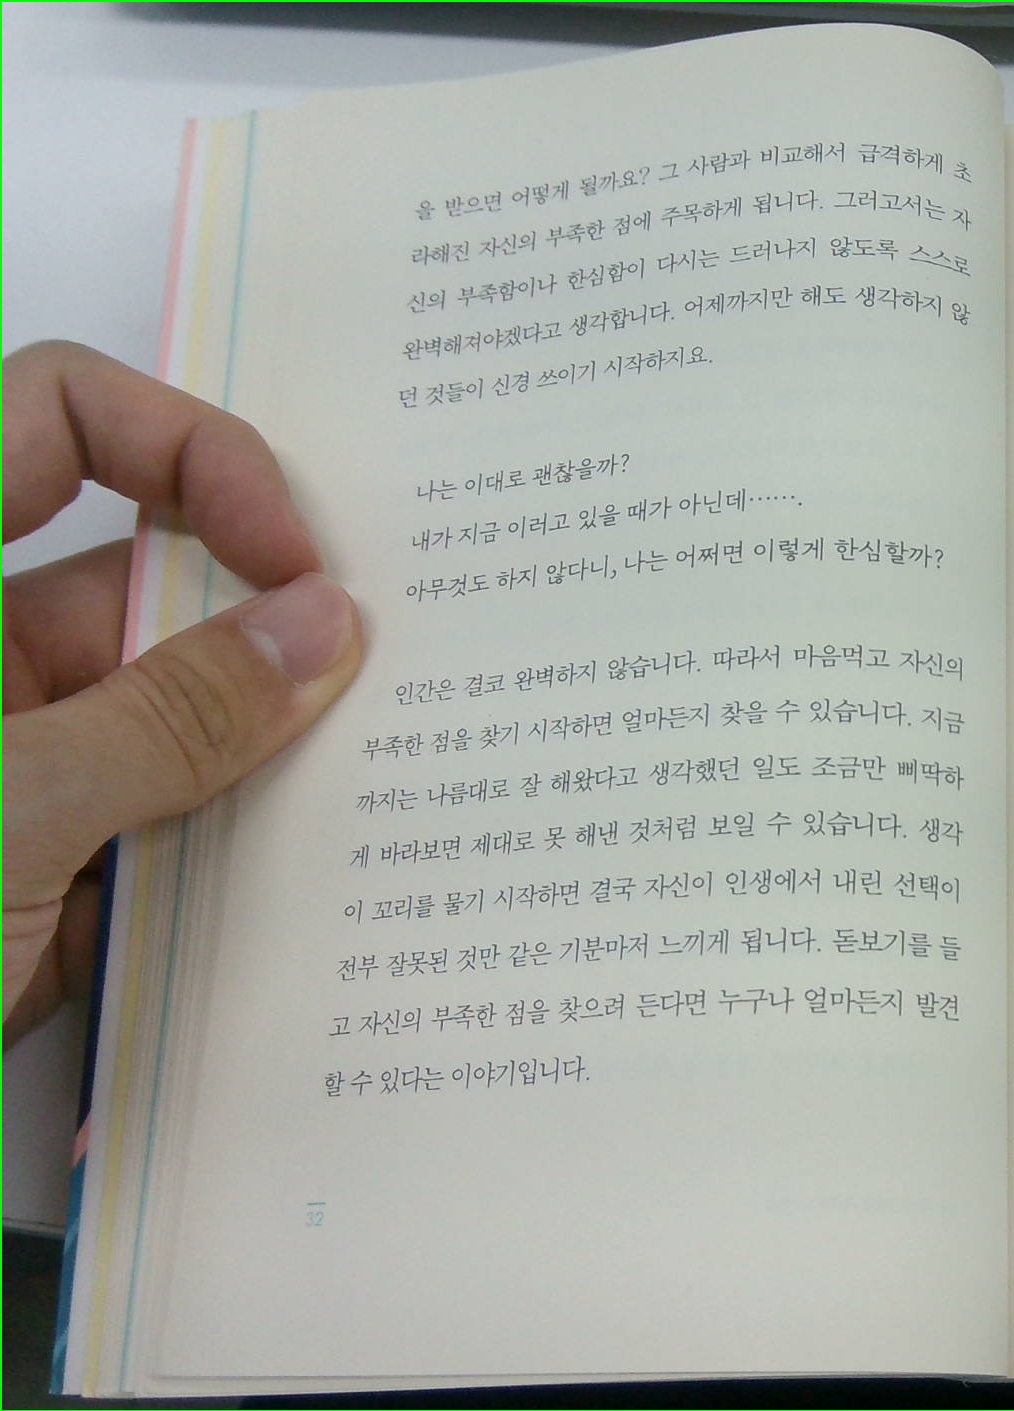 을 받으면 어떻게 될까요? 그 사람과 비교해서 급격하게 초
라해진 자신의 부족한 점에 주목하게 됩니다. 그러고서는 자
신의 부족함이나 한심함이 다시는 드러나지 않도록 스스로
완벽해져야겠다고 생각합니다. 어제까지만 해도 생각하지 않
던 것들이 신경 쓰이기 시작하지요.
나는 이대로 괜찮을까?
내가 지금 이러고 있을 때가 아닌데…….
아무것도 하지 않다니, 나는 어쩌면 이렇게 한심할까?
인간은 결코 완벽하지 않습니다. 따라서 마음먹고 자신의
부족한 점을 찾기 시작하면 얼마든지 찾을 수 있습니다. 지금
까지는 나름대로 잘 해왔다고 생각했던 일도 조금만 삐딱하
게 바라보면 제대로 못 해낸 것처럼 보일 수 있습니다. 생각
이 꼬리를 물기 시작하면 결국 자신이 인생에서 내린 선택이
전부 잘못된 것만 같은 기분마저 느끼게 됩니다. 돋보기를 들
고 자신의 부족한 점을 찾으려 든다면 누구나 얼마든지 발견
할 수 있다는 이야기입니다.
32